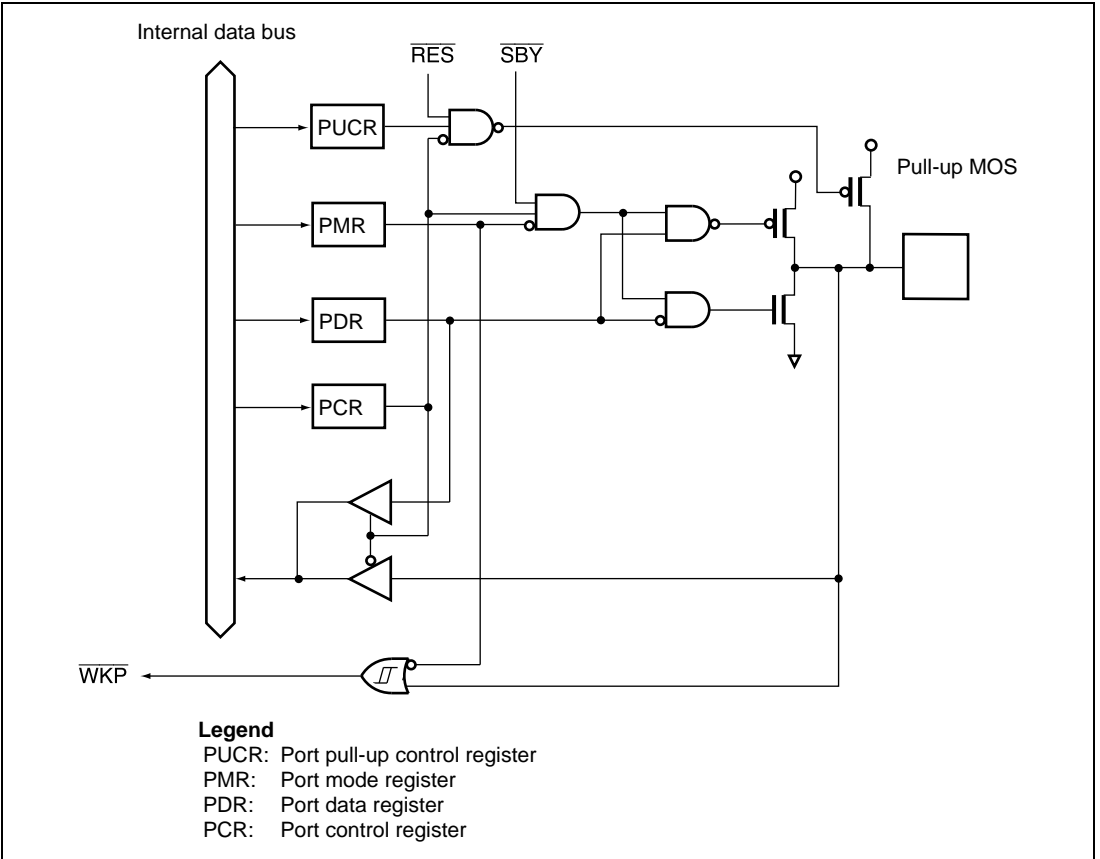 Internal data bus
RES
SBY
PUCR
Pull-up MOS
PMR
PDR
PCR
WKP
Legend
PUCR: Port pull-up control register
PMR: Port mode register
PDR: Port data register
PCR: Port control register